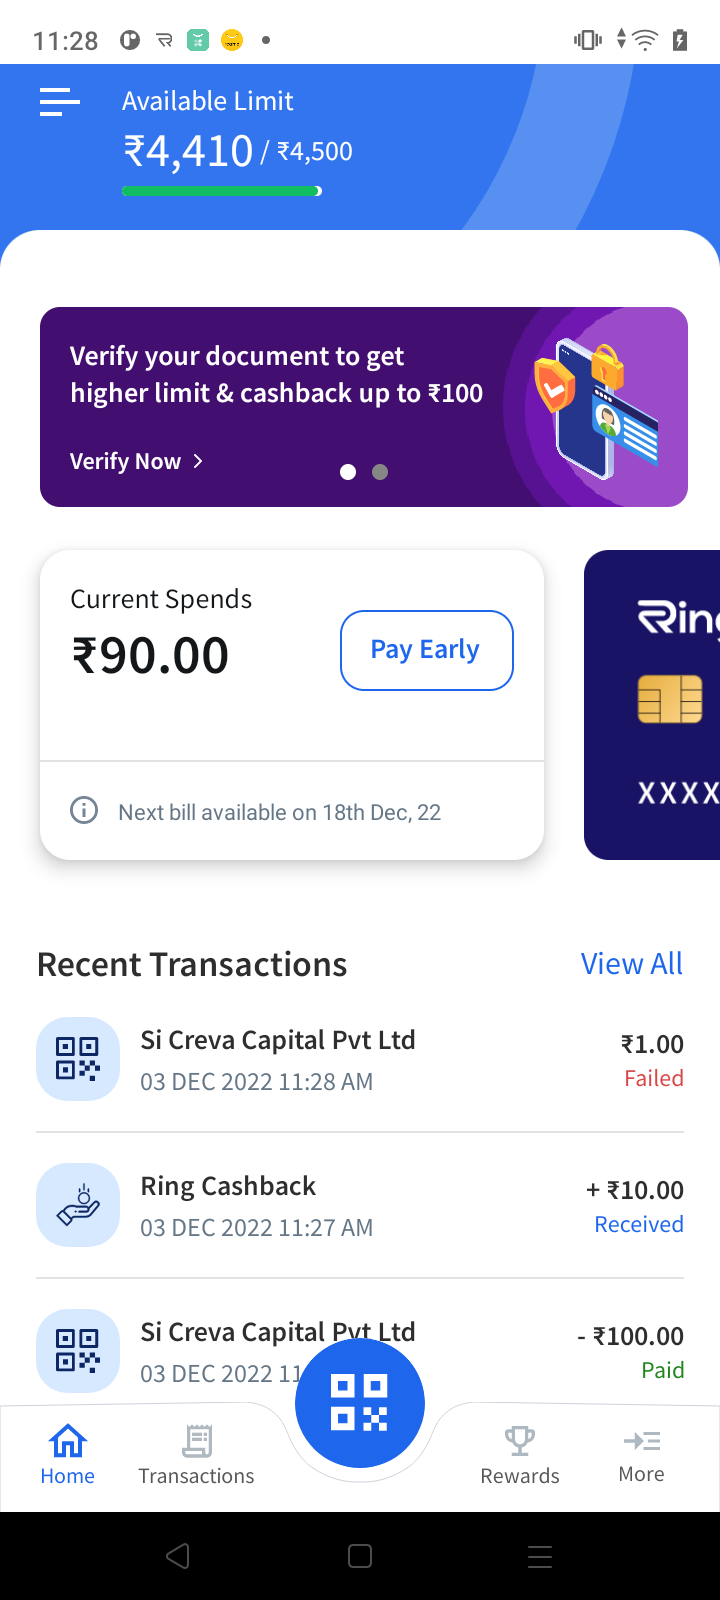 11:28
Available Limit
₹4,410 / ₹4,500
Verify your document to get
higher limit & cashback up to ₹100
Verify Now >
Current Spends
₹90.00
Pay Early
Next bill available on 18th Dec, 22
XXXX
Recent Transactions
View All
Si Creva Capital Pvt Ltd
₹1.00
03 DEC 2022 11:28 AM
Failed
Ring Cashback
+ ₹10.00
03 DEC 2022 11:27 AM
Received
Si Creva Capital Pvt Ltd
- ₹100.00
03 DEC 2022 11
Paid
Home
Transactions
Rewards
More